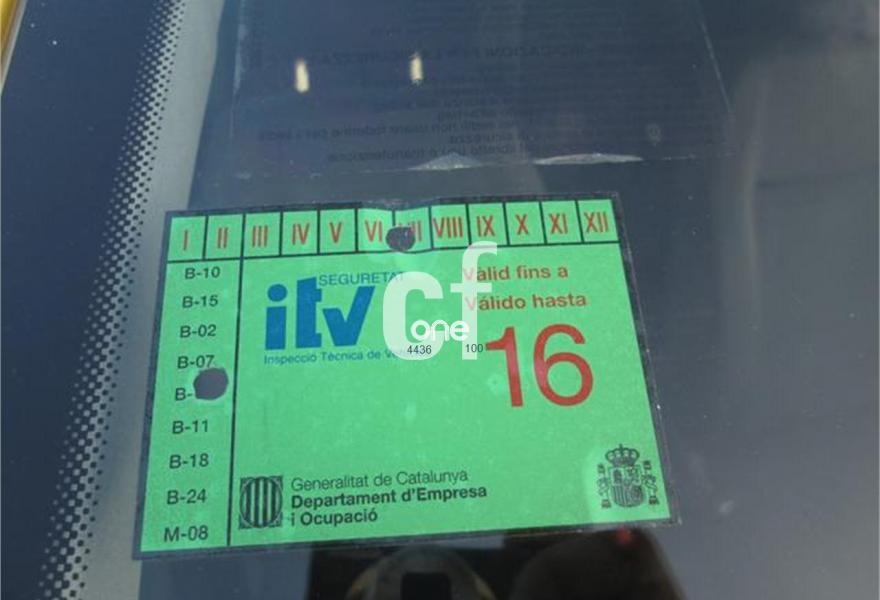 I II III IV V VI VIII IX X XI XII
B-10
B-15
B-02
B-07
B-11
B-18
B-24
M-08
SEGURETAT
itv
Inspecció Tècnica de
Vàlid fins a
Válido hasta
16
cf
one
4436 100
Generalitat de Catalunya
Departament d'Empresa
i Ocupació